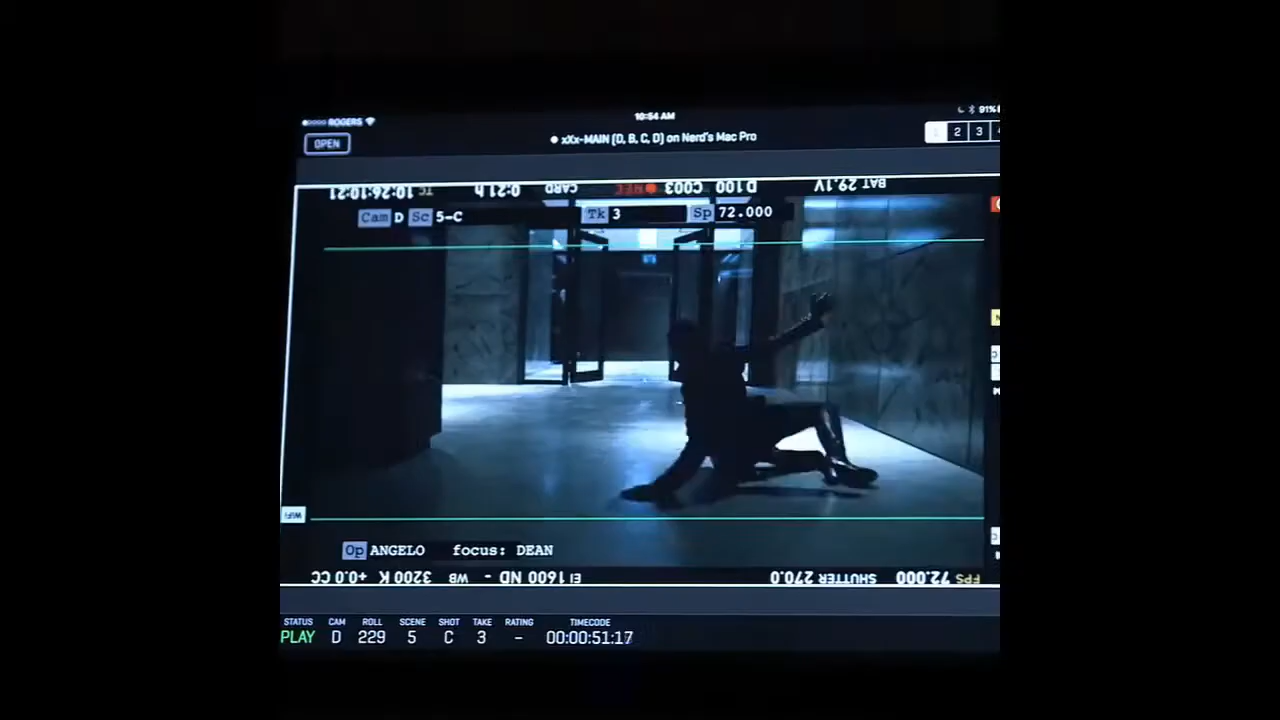 ROGERS 10:54 AM 91%
OPEN xXx-MAIN (D, B, C, D) on Nerd's Mac Pro 1 2 3
TC 10:26:10:21 0:21 h CARD REC C003 D100 BAT 29.1V
Cam D Sc 5-C Tk 3 Sp 72.000
WiFi
Op ANGELO focus: DEAN
FPS 72.000 SHUTTER 270.0 EI 1600 ND - WB 3200 K +0.0 CC
STATUS CAM ROLL SCENE SHOT TAKE RATING TIMECODE
PLAY D 229 5 C 3 - 00:00:51:17